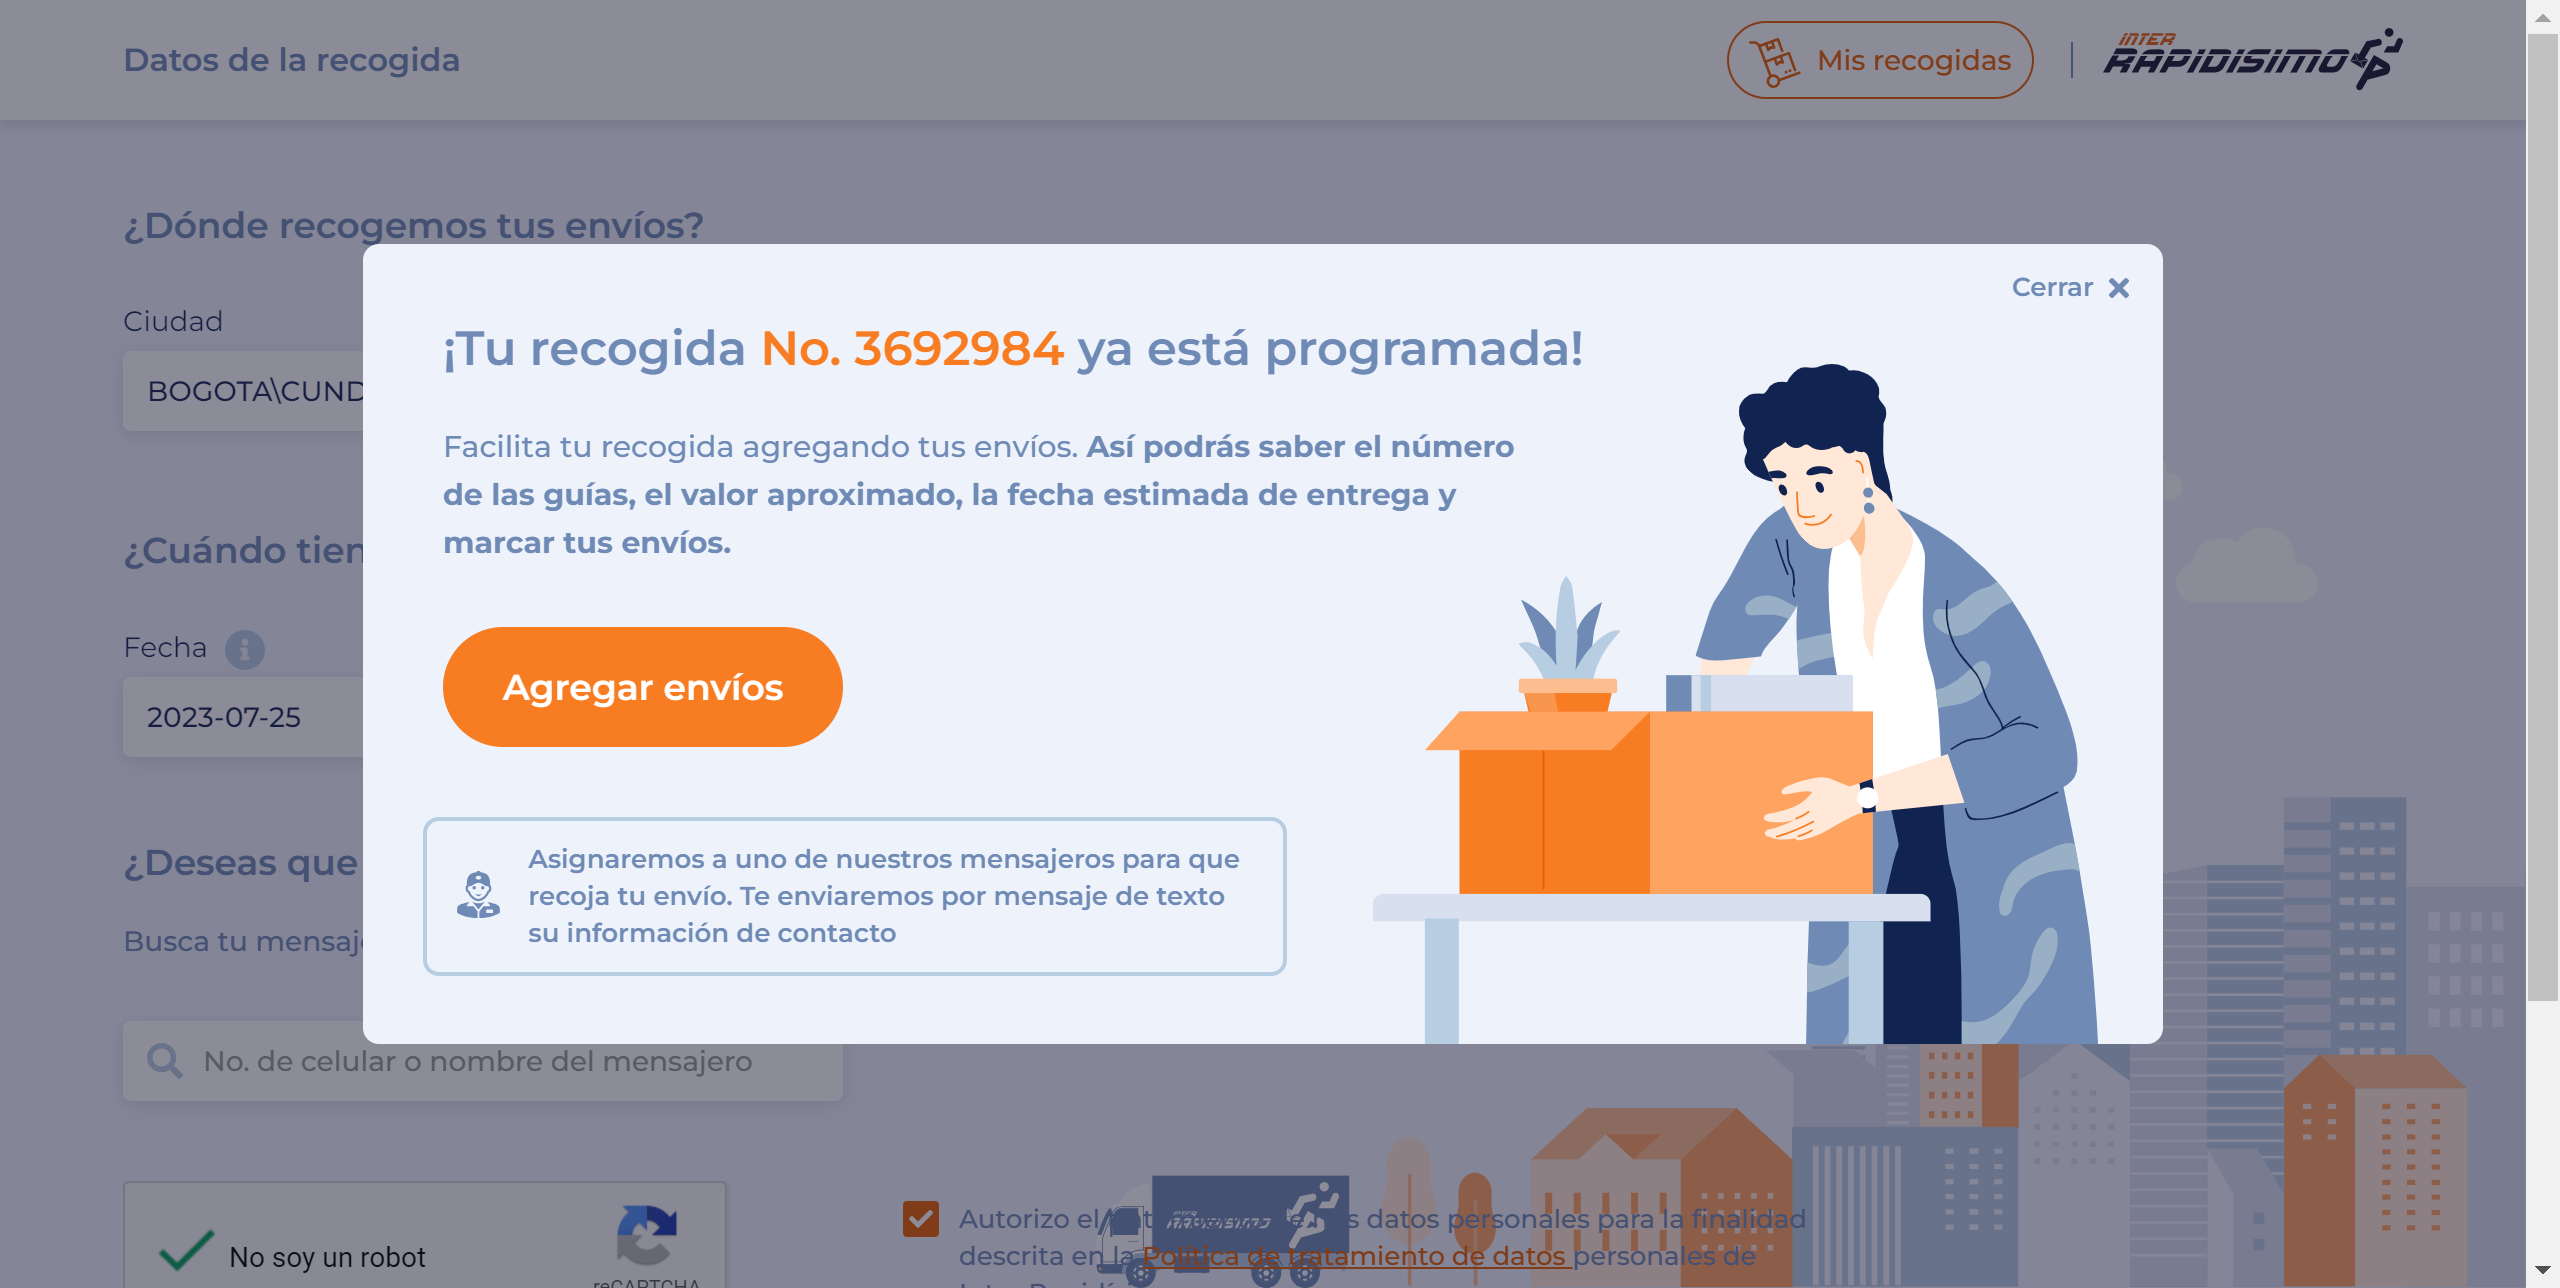 Datos de la recogida
Mis recogidas
INTER
RAPIDISIMO
¿Dónde recogemos tus envíos?
Cerrar
¡Tu recogida No. 3692984 ya está programada!
Ciudad
BOGOTA\CUND
Facilita tu recogida agregando tus envíos. Así podrás saber el número
de las guías, el valor aproximado, la fecha estimada de entrega y
marcar tus envíos.
¿Cuándo tien
Fecha
2023-07-25
Agregar envíos
¿Deseas que
Asignaremos a uno de nuestros mensajeros para que
recoja tu envío. Te enviaremos por mensaje de texto
su información de contacto
Busca tu mensaj
No. de celular o nombre del mensajero
No soy un robot
reCAPTCHA
Autorizo el datos personales para la finalidad
descrita en la Política de tratamiento de datos personales de